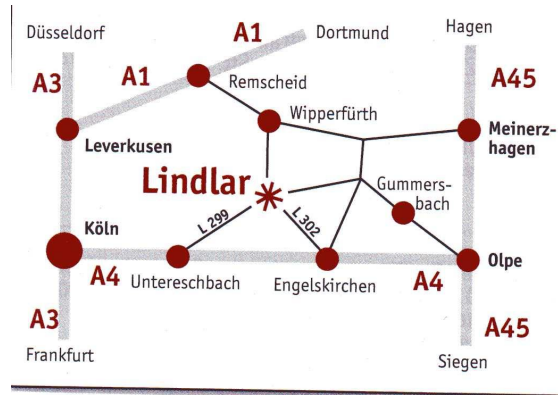 Düsseldorf
A1
Dortmund
Hagen
A3
A1
Remscheid
A45
Wipperfürth
Leverkusen
Meinerz-
hagen
Lindlar
Gummers-
bach
Köln
L 299
L 302
A4
Untereschbach
Engelskirchen
A4
Olpe
A3
A45
Frankfurt
Siegen